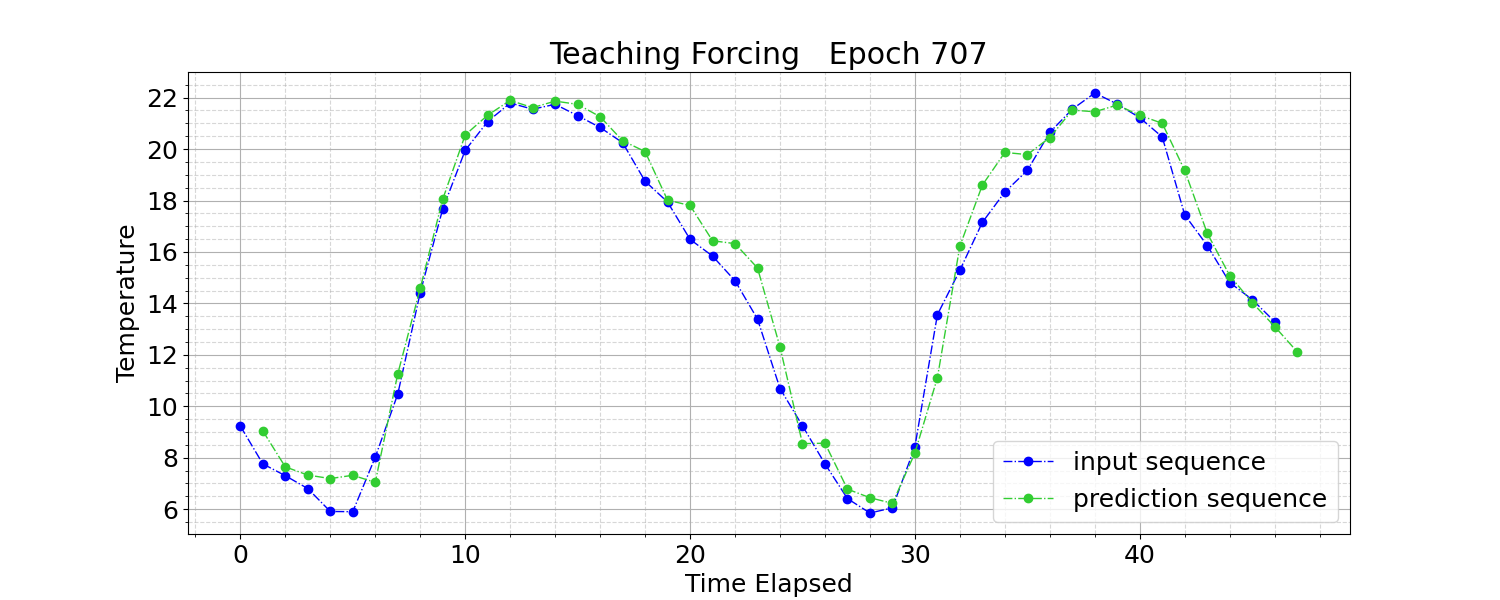 Teaching Forcing   Epoch 707
Temperature
22
20
18
16
14
12
10
8
6
0 10 20 30 40
Time Elapsed
input sequence
prediction sequence